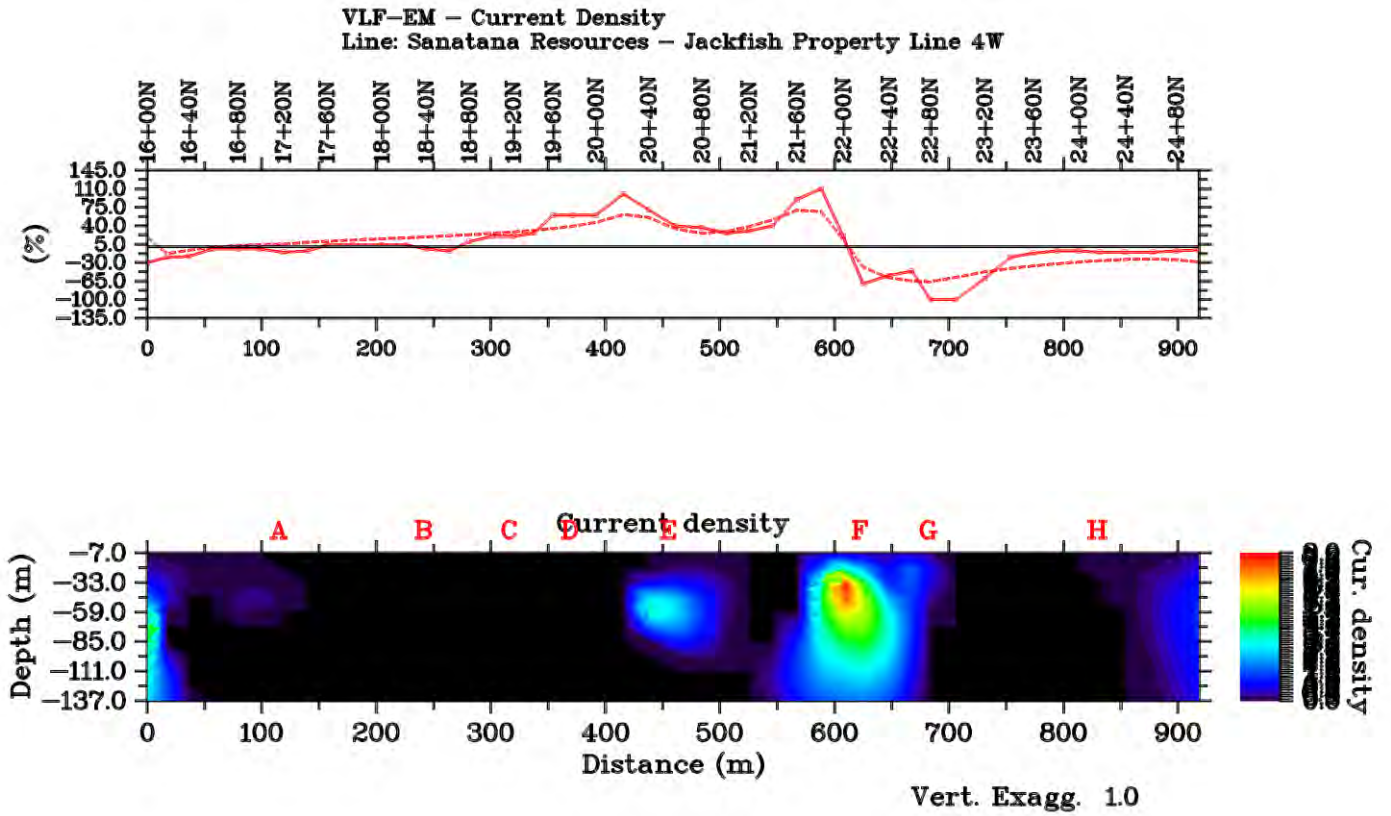 VLF-EM - Current Density
Line: Sanatana Resources - Jackfish Property Line 4W
16+00N 16+40N 16+80N 17+20N 17+60N 18+00N 18+40N 18+80N 19+20N 19+60N 20+00N 20+40N 20+80N 21+20N 21+60N 22+00N 22+40N 22+80N 23+20N 23+60N 24+00N 24+40N 24+80N
(%)
145.0
110.0
75.0
40.0
5.0
-30.0
-65.0
-100.0
-135.0
0 100 200 300 400 500 600 700 800 900
Current density
A B C D E F G H
Depth (m)
-7.0
-33.0
-59.0
-85.0
-111.0
-137.0
0 100 200 300 400 500 600 700 800 900
Distance (m)
Cur. density
Vert. Exagg. 1.0